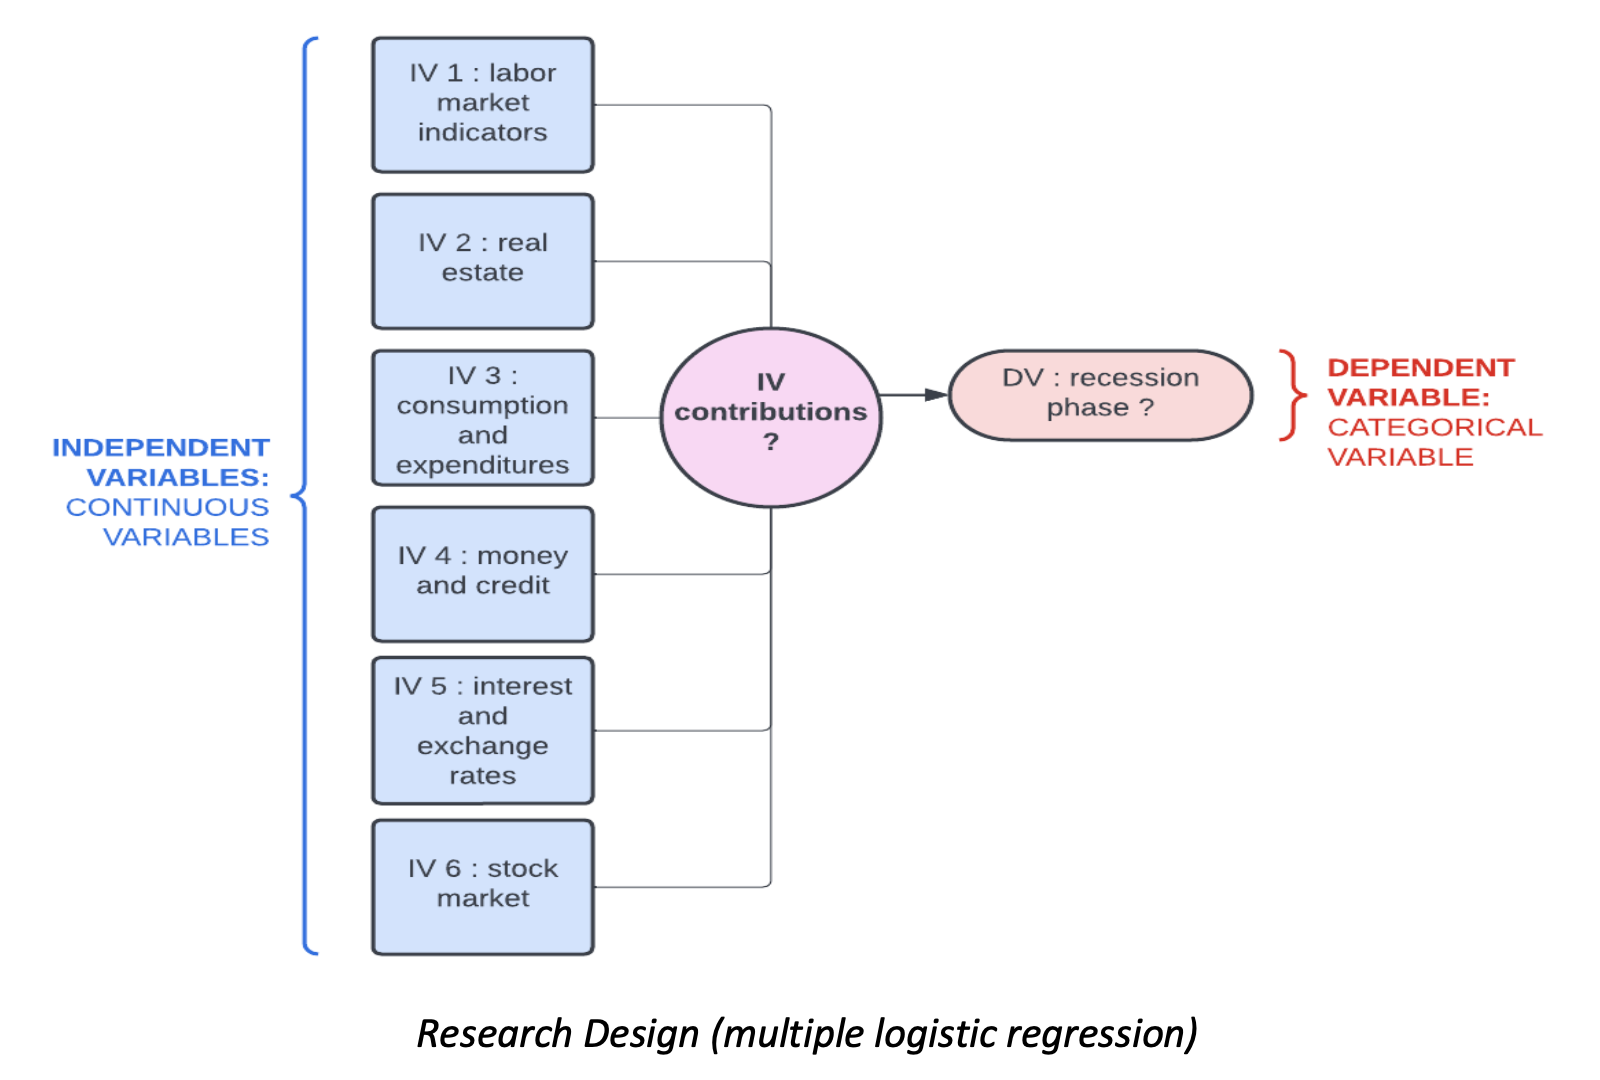 IV 1 : labor
market
indicators
IV 2 : real
estate
IV 3 :
consumption
and
expenditures
IV 4 : money
and credit
IV 5 : interest
and
exchange
rates
IV 6 : stock
market
INDEPENDENT
VARIABLES:
CONTINUOUS
VARIABLES
IV
contributions
?
DV : recession
phase ?
DEPENDENT
VARIABLE:
CATEGORICAL
VARIABLE
Research Design (multiple logistic regression)